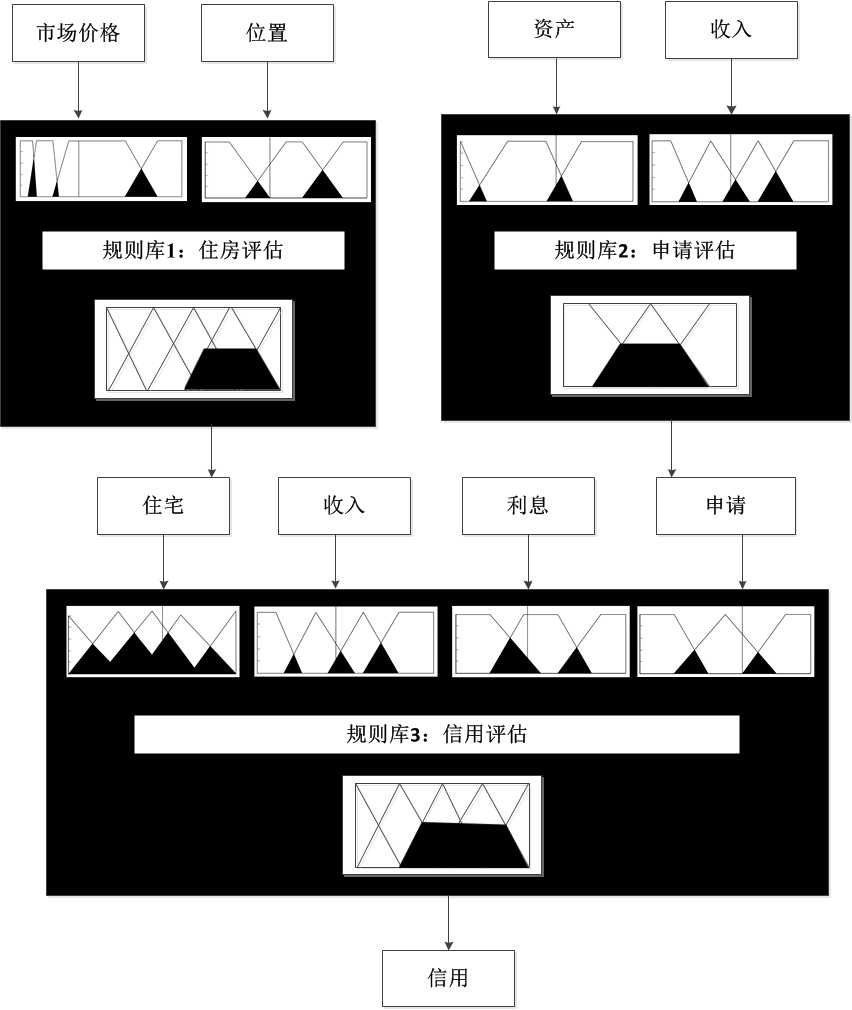 市场价格
位置
资产
收入
规则库1：住房评估
规则库2：申请评估
住宅
收入
利息
申请
规则库3：信用评估
信用